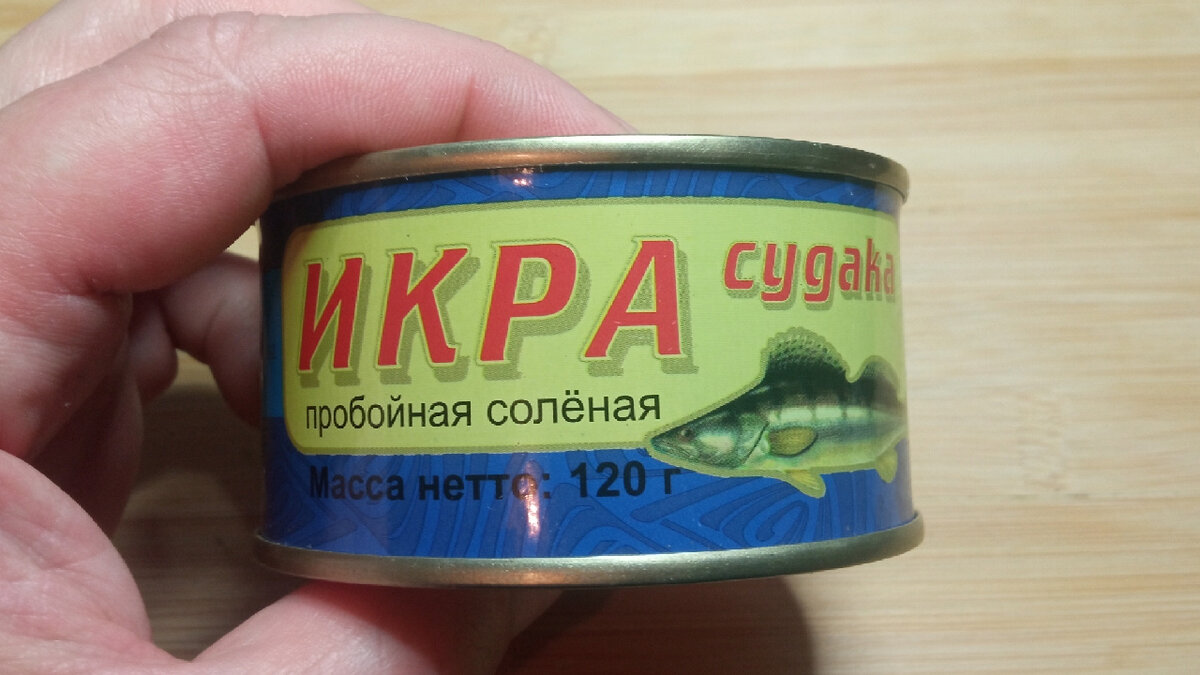 ИКРА судака
пробойная солёная
Масса нетто: 120 г